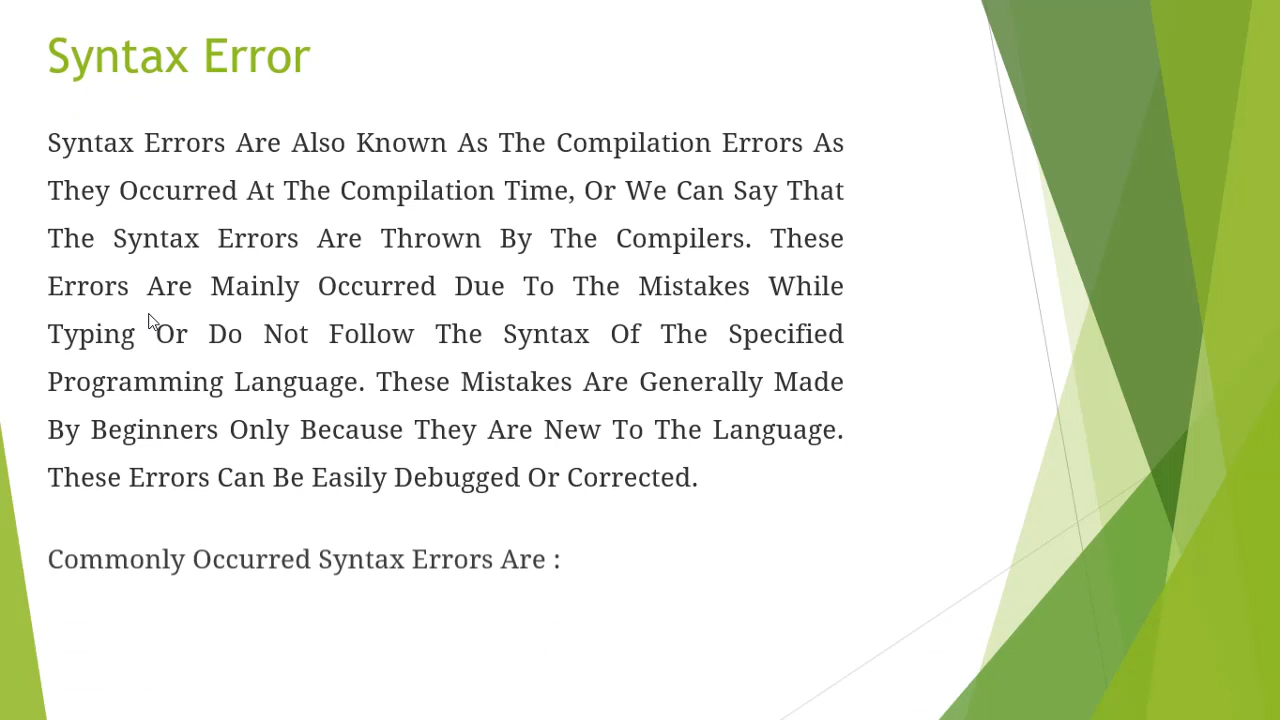 Syntax Error
Syntax Errors Are Also Known As The Compilation Errors As
They Occurred At The Compilation Time, Or We Can Say That
The Syntax Errors Are Thrown By The Compilers. These
Errors Are Mainly Occurred Due To The Mistakes While
Typing Or Do Not Follow The Syntax Of The Specified
Programming Language. These Mistakes Are Generally Made
By Beginners Only Because They Are New To The Language.
These Errors Can Be Easily Debugged Or Corrected.
Commonly Occurred Syntax Errors Are :